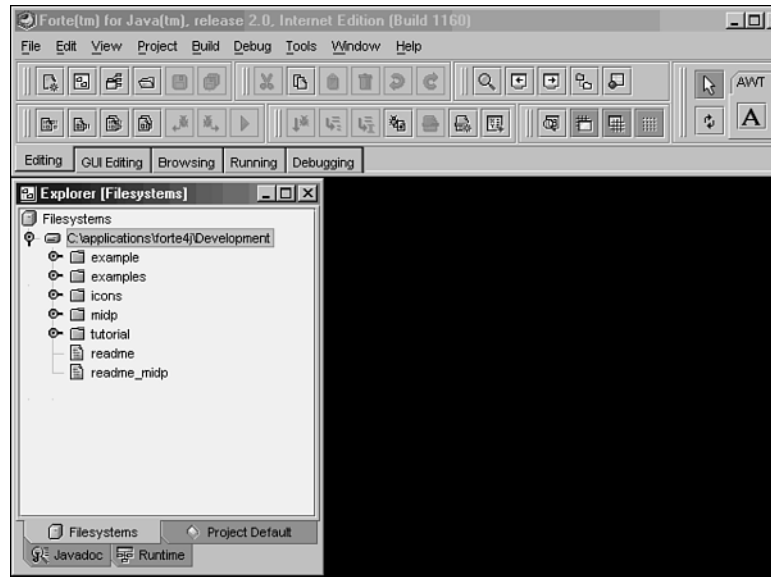 Forte(tm) for Java(tm), release 2.0, Internet Edition (Build 1160)
File Edit View Project Build Debug Tools Window Help
AWT
A
Editing GUI Editing Browsing Running Debugging
Explorer [Filesystems]
Filesystems
C:\applications\forte4j\Development
example
examples
icons
midp
tutorial
readme
readme_midp
Filesystems Project Default
Javadoc Runtime